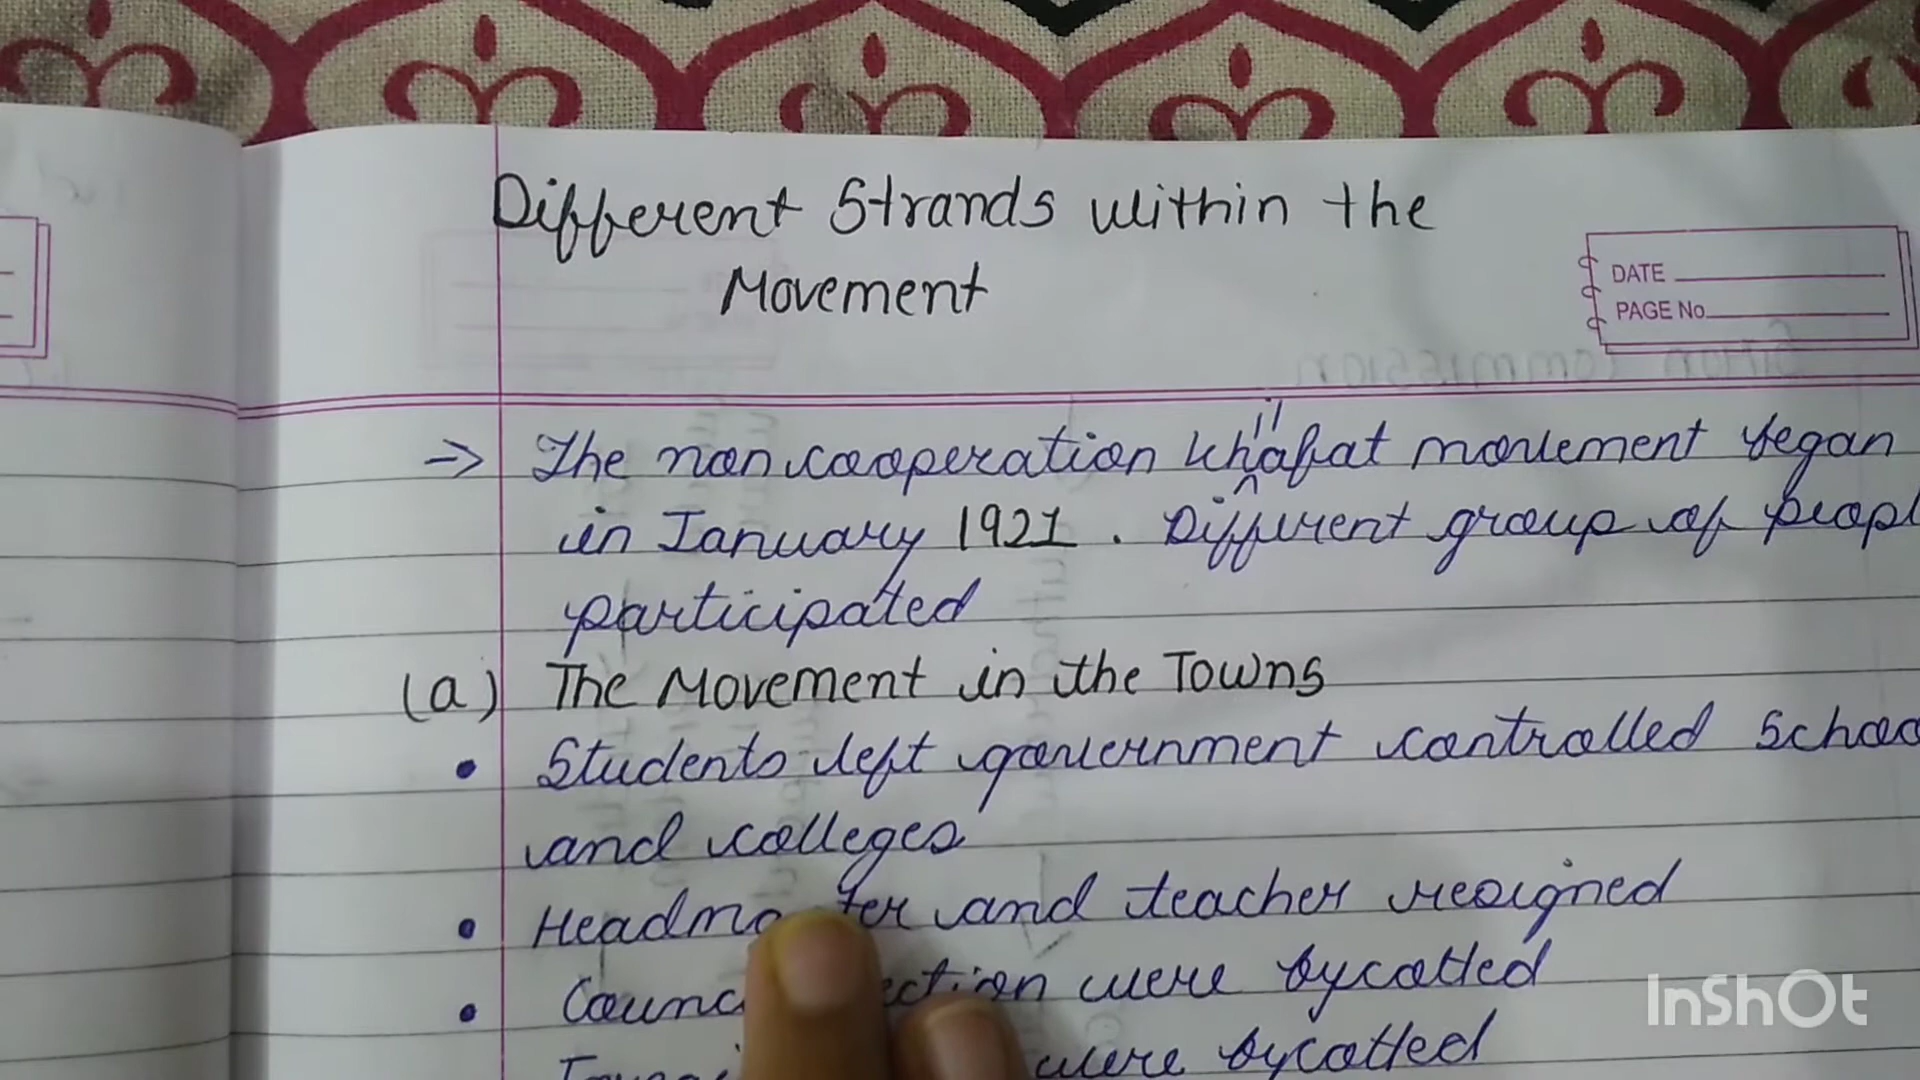 Different Strands within the
Movement
DATE
PAGE No.
→ The non cooperation khilafat movement began
in January 1921. Different group of peopl
participated
(a) The Movement in the Towns
• Students left government controlled Schoo
and colleges
• Headma ter and teacher resigned
• Counc ection were bycotted
were bycotted
InShOt